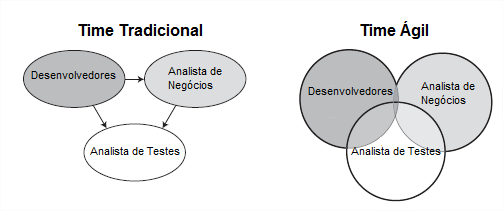 Time Tradicional
Desenvolvedores
Analista de
Negócios
Analista de Testes
Time Ágil
Desenvolvedores
Analista de
Negócios
Analista de Testes